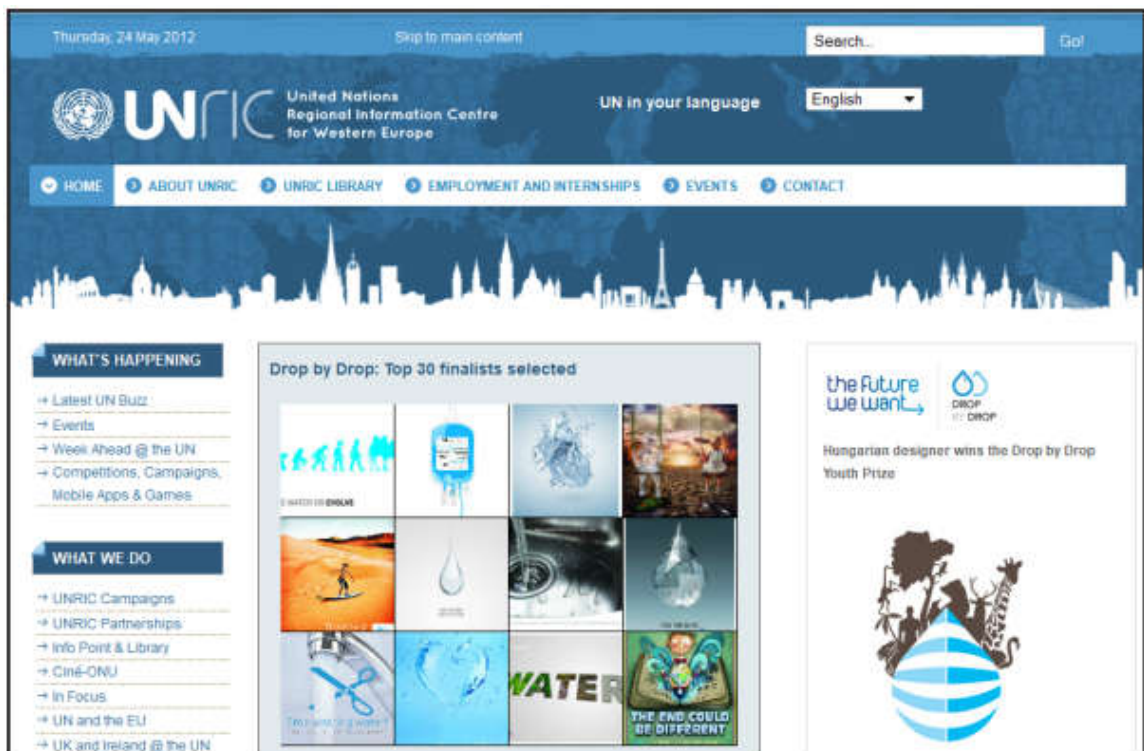 Thursday, 24 May 2012
Skip to main content
Search...
Go!
UNRIC
United Nations
Regional Information Centre
for Western Europe
UN in your language
English
HOME
ABOUT UNRIC
UNRIC LIBRARY
EMPLOYMENT AND INTERNSHIPS
EVENTS
CONTACT
WHAT'S HAPPENING
Latest UN Buzz
Events
Week Ahead @ the UN
Competitions, Campaigns,
Mobile Apps & Games
WHAT WE DO
UNRIC Campaigns
UNRIC Partnerships
Info Point & Library
Ciné-ONU
In Focus
UN and the EU
UK and Ireland @ the UN
Drop by Drop: Top 30 finalists selected
WATER OR EVOLVE
WATER
THE END COULD
BE DIFFERENT
the future
we want
DROP
BY DROP
Hungarian designer wins the Drop by Drop
Youth Prize